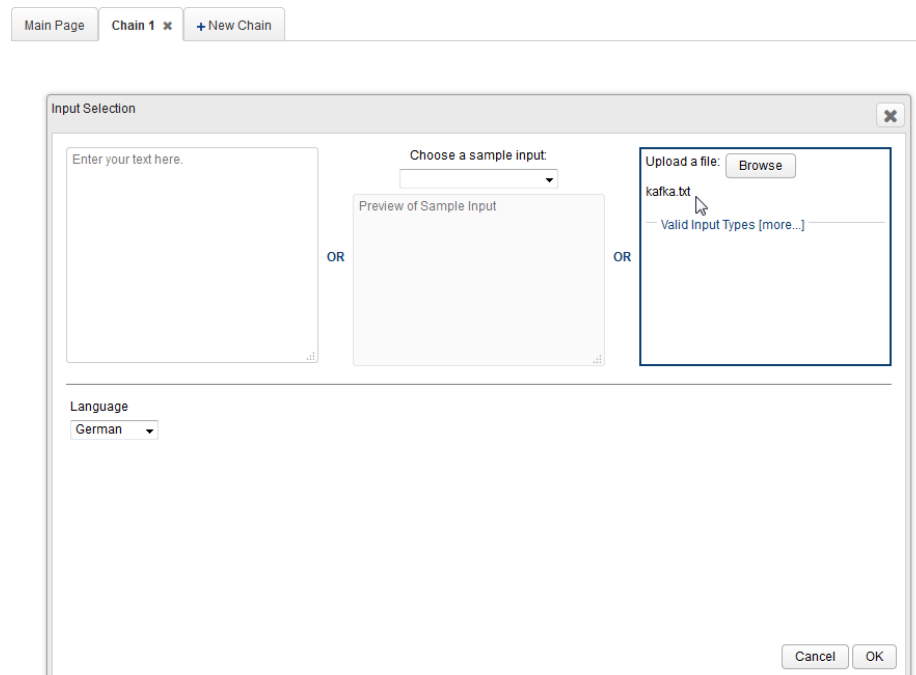 Main Page
Chain 1 ✖
+ New Chain
Input Selection
Enter your text here.
OR
Choose a sample input:
Preview of Sample Input
OR
Upload a file: Browse
kafka.txt
Valid Input Types [more...]
Language
German
Cancel
OK